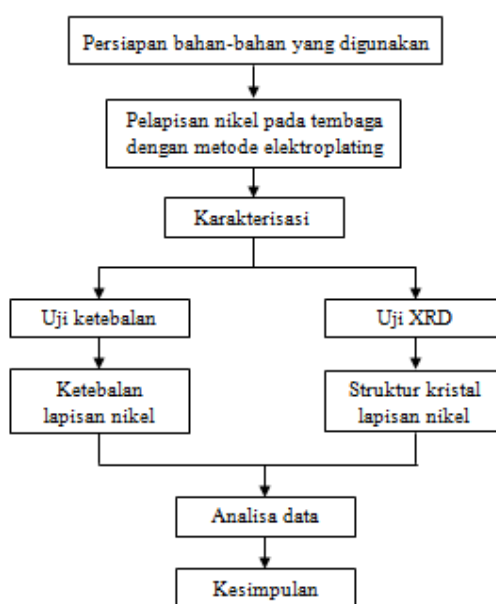 Persiapan bahan-bahan yang digunakan
Pelapisan nikel pada tembaga
dengan metode elektroplating
Karakterisasi
Uji ketebalan
Uji XRD
Ketebalan
lapisan nikel
Struktur kristal
lapisan nikel
Analisa data
Kesimpulan